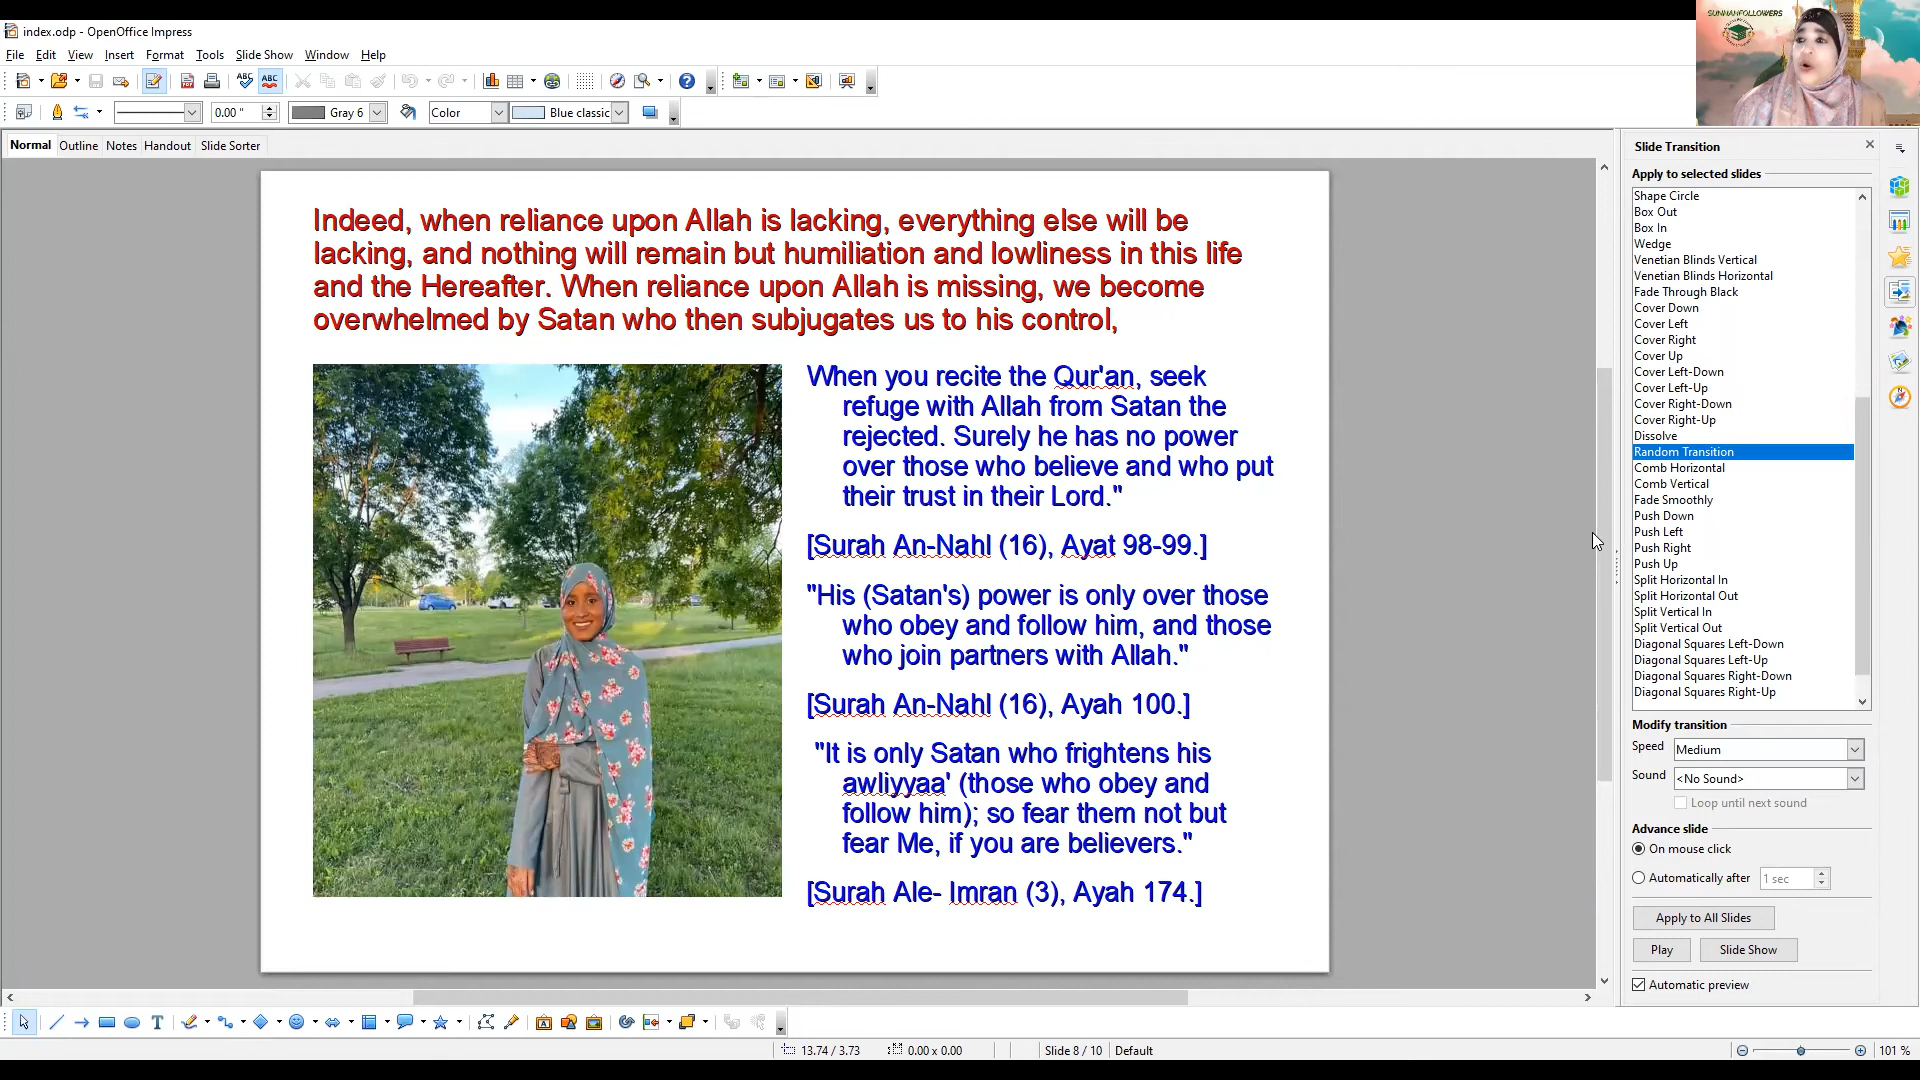 index.odp - OpenOffice Impress
SUNNAHFOLLOWERS
File Edit View Insert Format Tools Slide Show Window Help
0.00 " Gray 6 Color Blue classic
Normal Outline Notes Handout Slide Sorter
Indeed, when reliance upon Allah is lacking, everything else will be
lacking, and nothing will remain but humiliation and lowliness in this life
and the Hereafter. When reliance upon Allah is missing, we become
overwhelmed by Satan who then subjugates us to his control,
When you recite the Qur'an, seek
refuge with Allah from Satan the
rejected. Surely he has no power
over those who believe and who put
their trust in their Lord."
[Surah An-Nahl (16), Ayat 98-99.]
"His (Satan's) power is only over those
who obey and follow him, and those
who join partners with Allah."
[Surah An-Nahl (16), Ayah 100.]
"It is only Satan who frightens his
awliyyaa' (those who obey and
follow him); so fear them not but
fear Me, if you are believers."
[Surah Ale- Imran (3), Ayah 174.]
Slide Transition
Apply to selected slides
Shape Circle
Box Out
Box In
Wedge
Venetian Blinds Vertical
Venetian Blinds Horizontal
Fade Through Black
Cover Down
Cover Left
Cover Right
Cover Up
Cover Left-Down
Cover Left-Up
Cover Right-Down
Cover Right-Up
Dissolve
Random Transition
Comb Horizontal
Comb Vertical
Fade Smoothly
Push Down
Push Left
Push Right
Push Up
Split Horizontal In
Split Horizontal Out
Split Vertical In
Split Vertical Out
Diagonal Squares Left-Down
Diagonal Squares Left-Up
Diagonal Squares Right-Down
Diagonal Squares Right-Up
Modify transition
Speed Medium
Sound <No Sound>
Loop until next sound
Advance slide
On mouse click
Automatically after 1 sec
Apply to All Slides
Play Slide Show
Automatic preview
13.74 / 3.73 0.00 x 0.00 Slide 8 / 10 Default 101 %